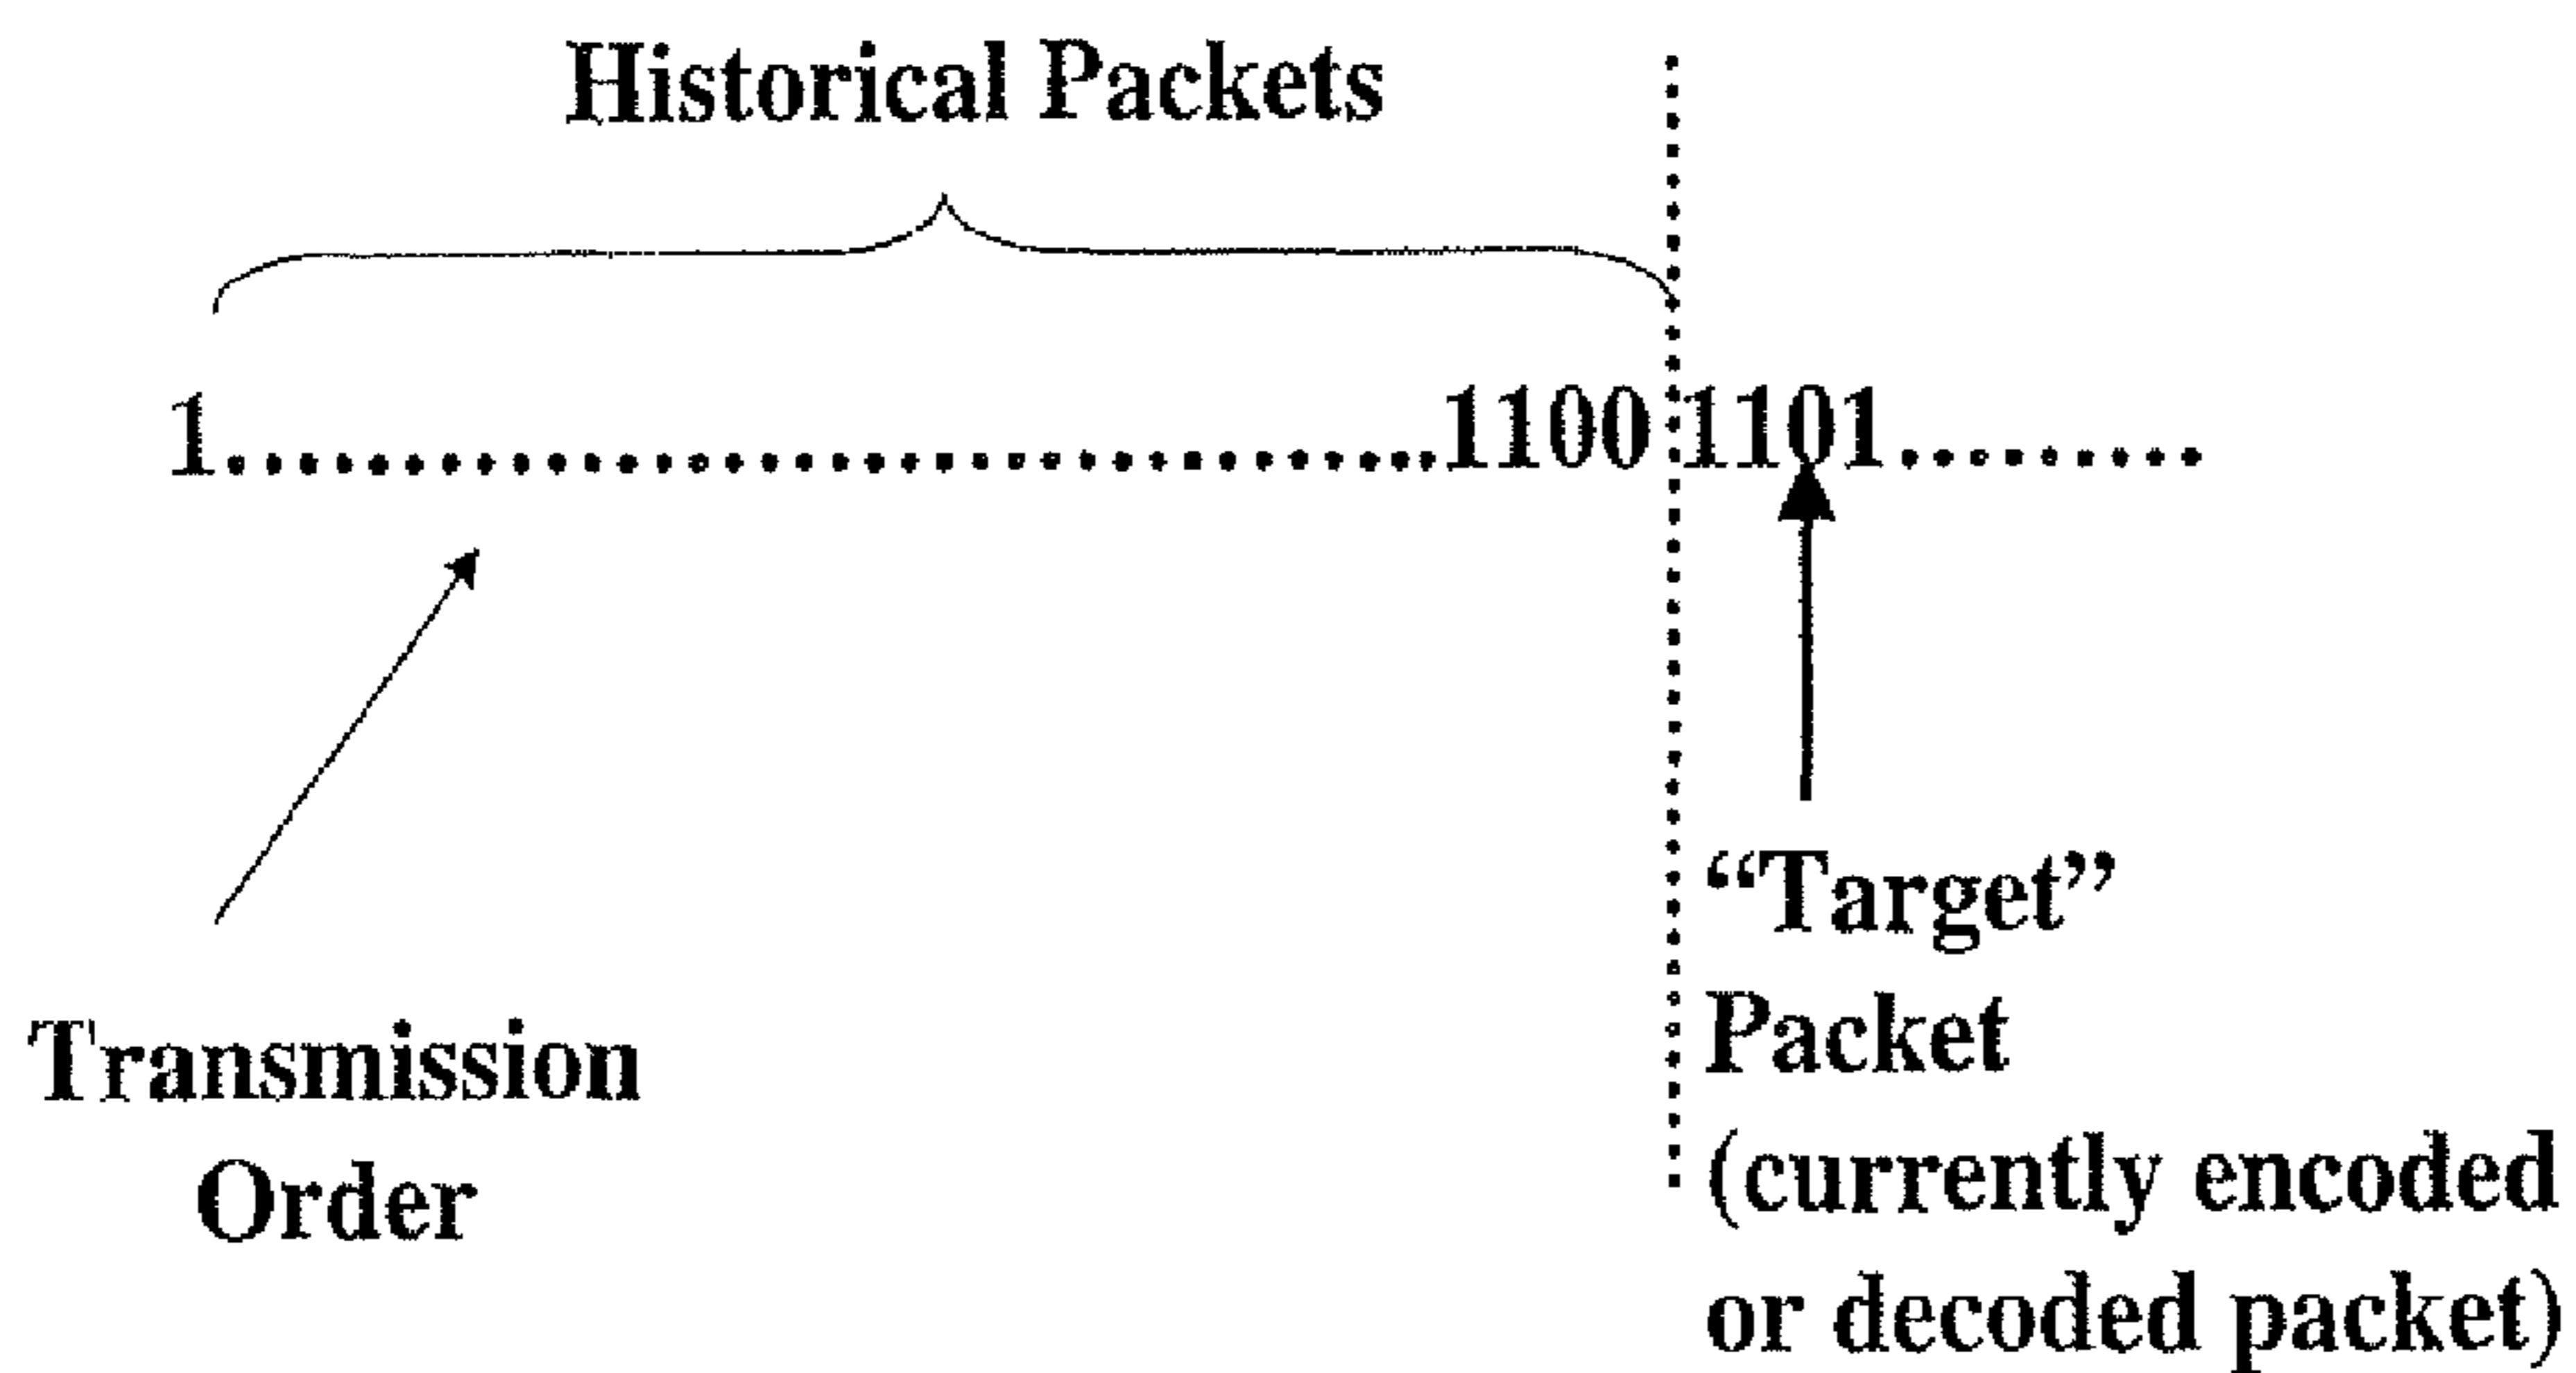 Historical Packets
1.......................................1100 1101.........
Transmission
Order
“Target”
Packet
(currently encoded
or decoded packet)